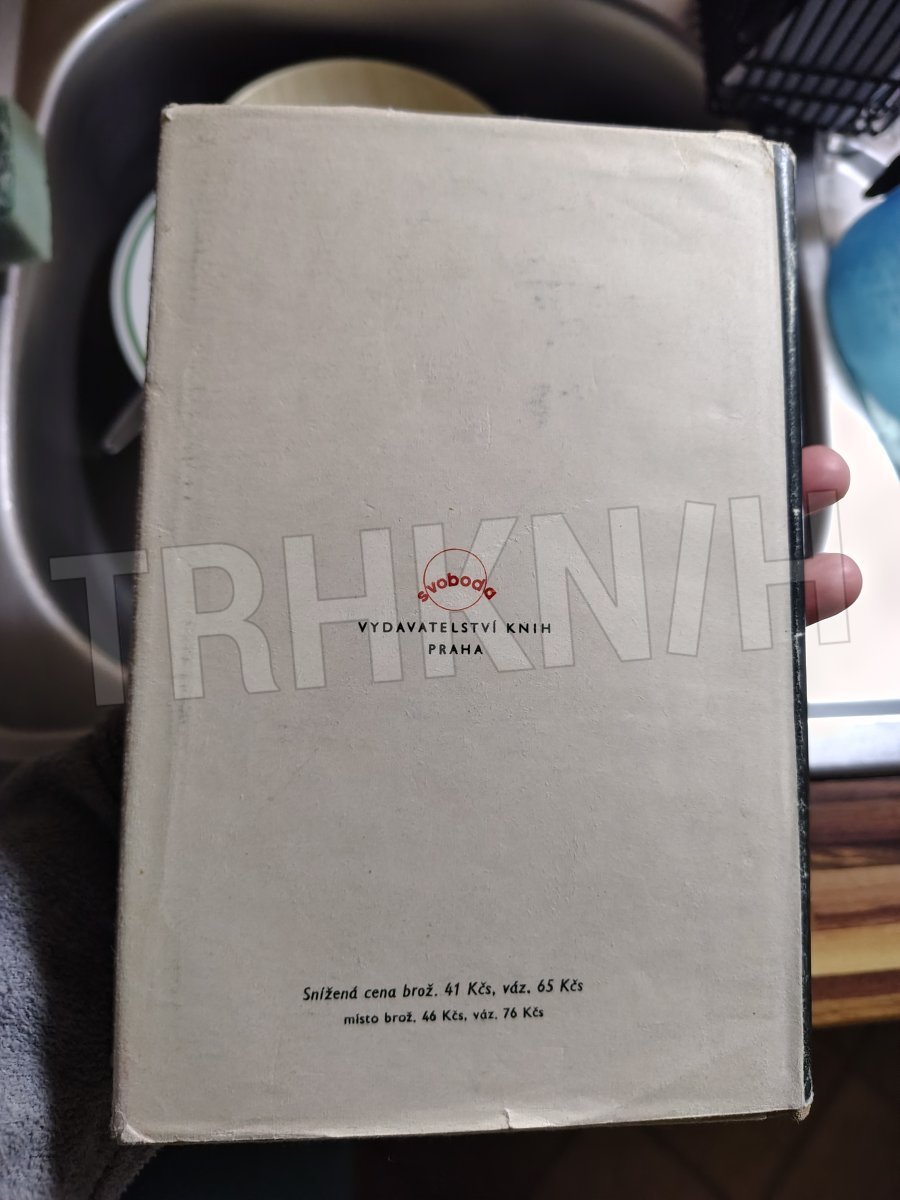 TRHKNIH
svoboda
VYDAVATELSTVÍ KNIH
PRAHA
Snížená cena brož. 41 Kčs, váz. 65 Kčs
místo brož. 46 Kčs, váz. 76 Kčs